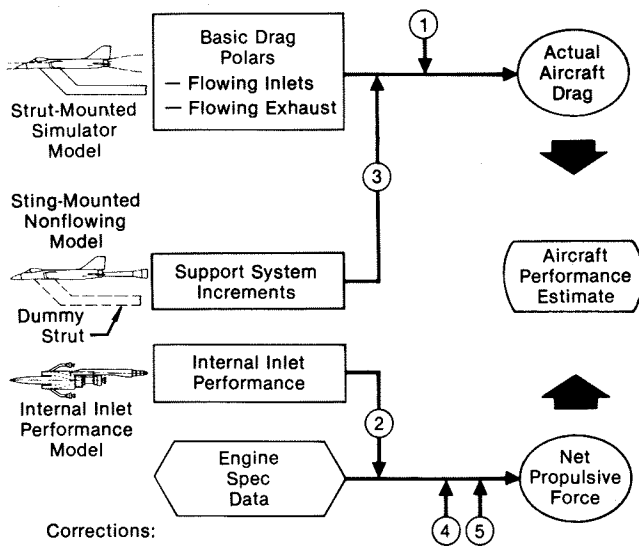 Basic Drag
Polars
— Flowing Inlets
— Flowing Exhaust
1
Actual
Aircraft
Drag
Strut-Mounted
Simulator
Model
3
Sting-Mounted
Nonflowing
Model
Support System
Increments
Dummy
Strut
Aircraft
Performance
Estimate
Internal Inlet
Performance
Internal Inlet
Performance
Model
2
Engine
Spec
Data
Net
Propulsive
Force
4
5
Corrections: